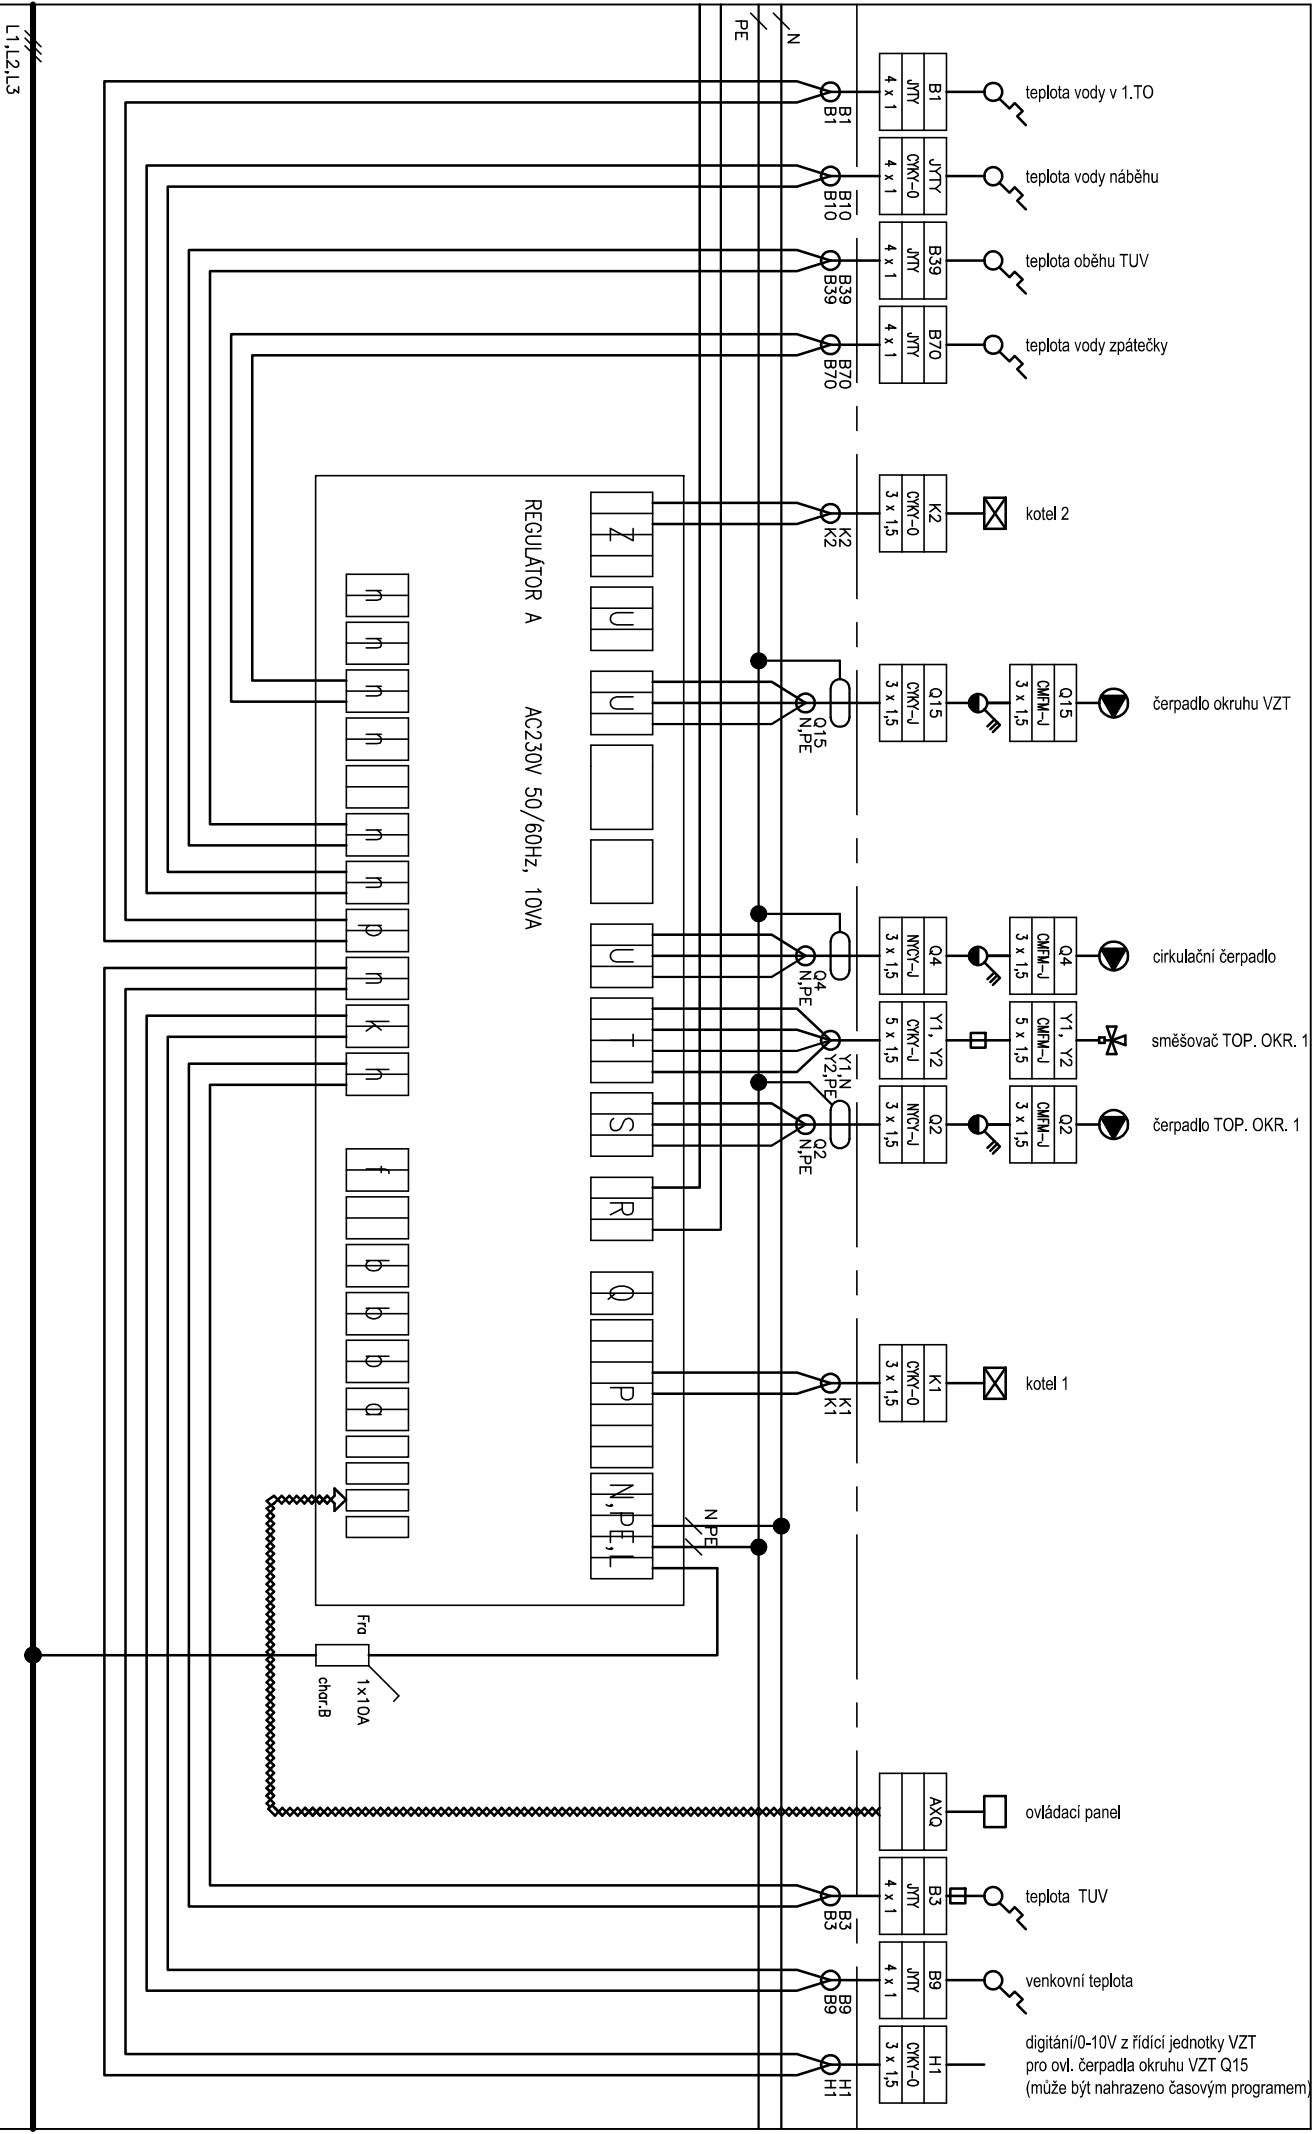 L1,L2,L3
PE
N
B1
B1
B1
JYTY
4 x 1
teplota vody v 1.TO
B10
B10
JYTY
CYKY-O
4 x 1
teplota vody náběhu
B39
B39
B39
JYTY
4 x 1
teplota oběhu TUV
B70
B70
B70
JYTY
4 x 1
teplota vody zpátečky
K2
K2
K2
CYKY-O
3 x 1,5
kotel 2
Q15
N,PE
Q15
CYKY-J
3 x 1,5
Q15
CMFM-J
3 x 1,5
čerpadlo okruhu VZT
Q4
N,PE
Q4
NYCY-J
3 x 1,5
Q4
CMFM-J
3 x 1,5
cirkulační čerpadlo
Y1,N
Y2,PE
Y1, Y2
CYKY-J
5 x 1,5
Y1, Y2
CMFM-J
5 x 1,5
směšovač TOP. OKR. 1
Q2
N,PE
Q2
NYCY-J
3 x 1,5
Q2
CMFM-J
3 x 1,5
čerpadlo TOP. OKR. 1
K1
K1
K1
CYKY-O
3 x 1,5
kotel 1
AXQ
ovládací panel
B3
B3
B3
JYTY
4 x 1
teplota TUV
B9
B9
B9
JYTY
4 x 1
venkovní teplota
H1
H1
H1
CYKY-O
3 x 1,5
digitání/0-10V z řídící jednotky VZT
pro ovl. čerpadla okruhu VZT Q15
(může být nahrazeno časovým programem)
Z
U
U
U
T
S
R
Q
P
N,PE,L
N,PE
REGULÁTOR A
AC230V 50/60Hz, 10VA
n
n
n
n
n
n
p
n
k
h
f
b
b
b
a
Fra
1x10A
char.B